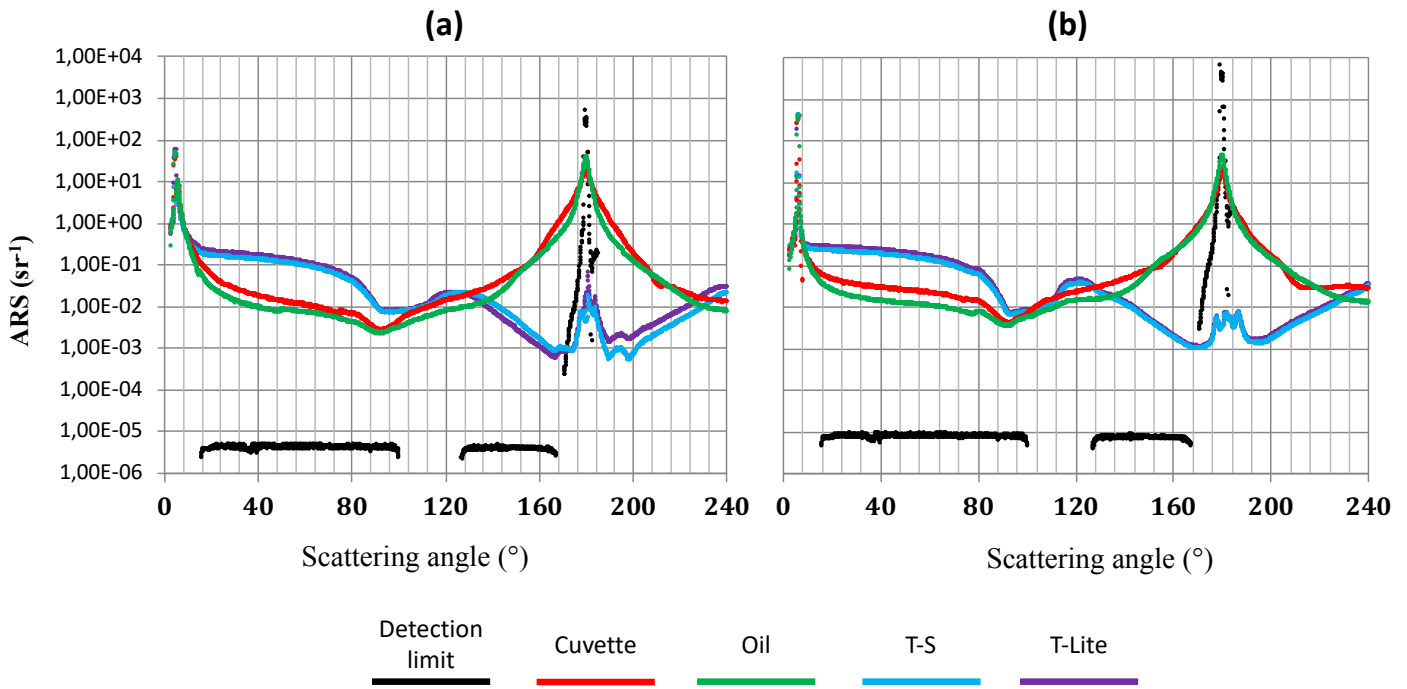 (a)
(b)
1,00E+04
1,00E+03
1,00E+02
1,00E+01
1,00E+00
1,00E-01
1,00E-02
1,00E-03
1,00E-04
1,00E-05
1,00E-06
ARS (sr⁻¹)
0 40 80 120 160 200 240
0 40 80 120 160 200 240
Scattering angle (°)
Scattering angle (°)
Detection
limit
Cuvette
Oil
T-S
T-Lite